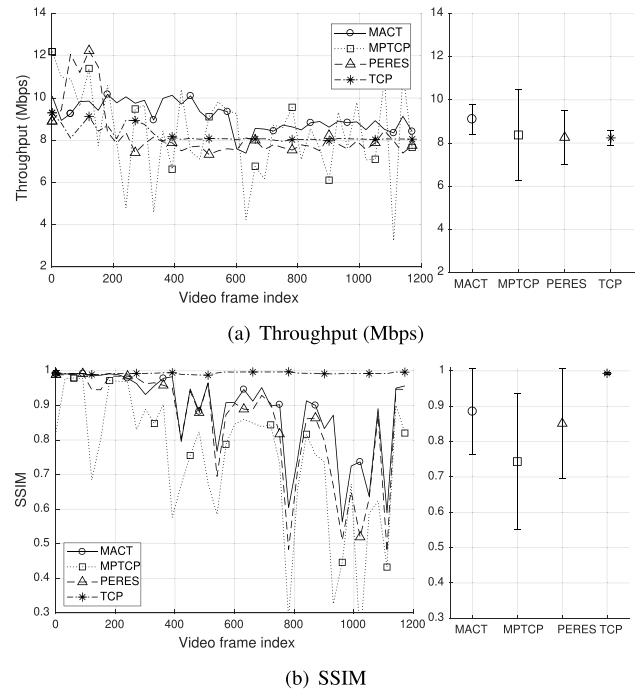 14
12
10
8
6
4
2
Throughput (Mbps)
0
200
400
600
800
1000
1200
Video frame index
MACT
MPTCP
PERES
TCP
14
12
10
8
6
4
2
MACT
MPTCP
PERES
TCP
(a) Throughput (Mbps)
1
0.9
0.8
0.7
0.6
0.5
0.4
0.3
SSIM
0
200
400
600
800
1000
1200
Video frame index
MACT
MPTCP
PERES
TCP
1
0.9
0.8
0.7
0.6
0.5
0.4
0.3
MACT
MPTCP
PERES TCP
(b) SSIM